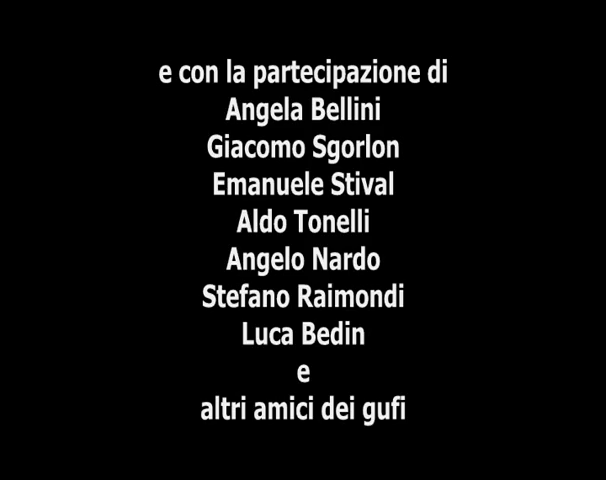 e con la partecipazione di
Angela Bellini
Giacomo Sgorlon
Emanuele Stival
Aldo Tonelli
Angelo Nardo
Stefano Raimondi
Luca Bedin
e
altri amici dei gufi